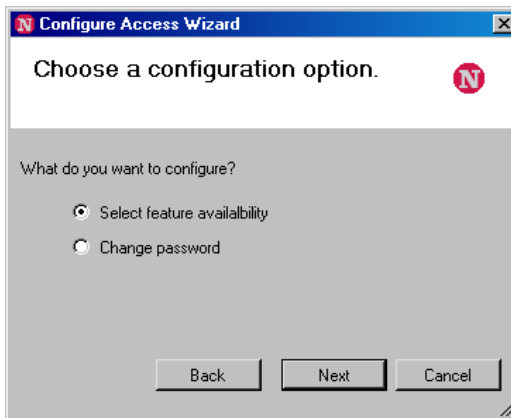 N Configure Access Wizard
Choose a configuration option.
N
What do you want to configure?
Select feature availalbility
Change password
Back Next Cancel